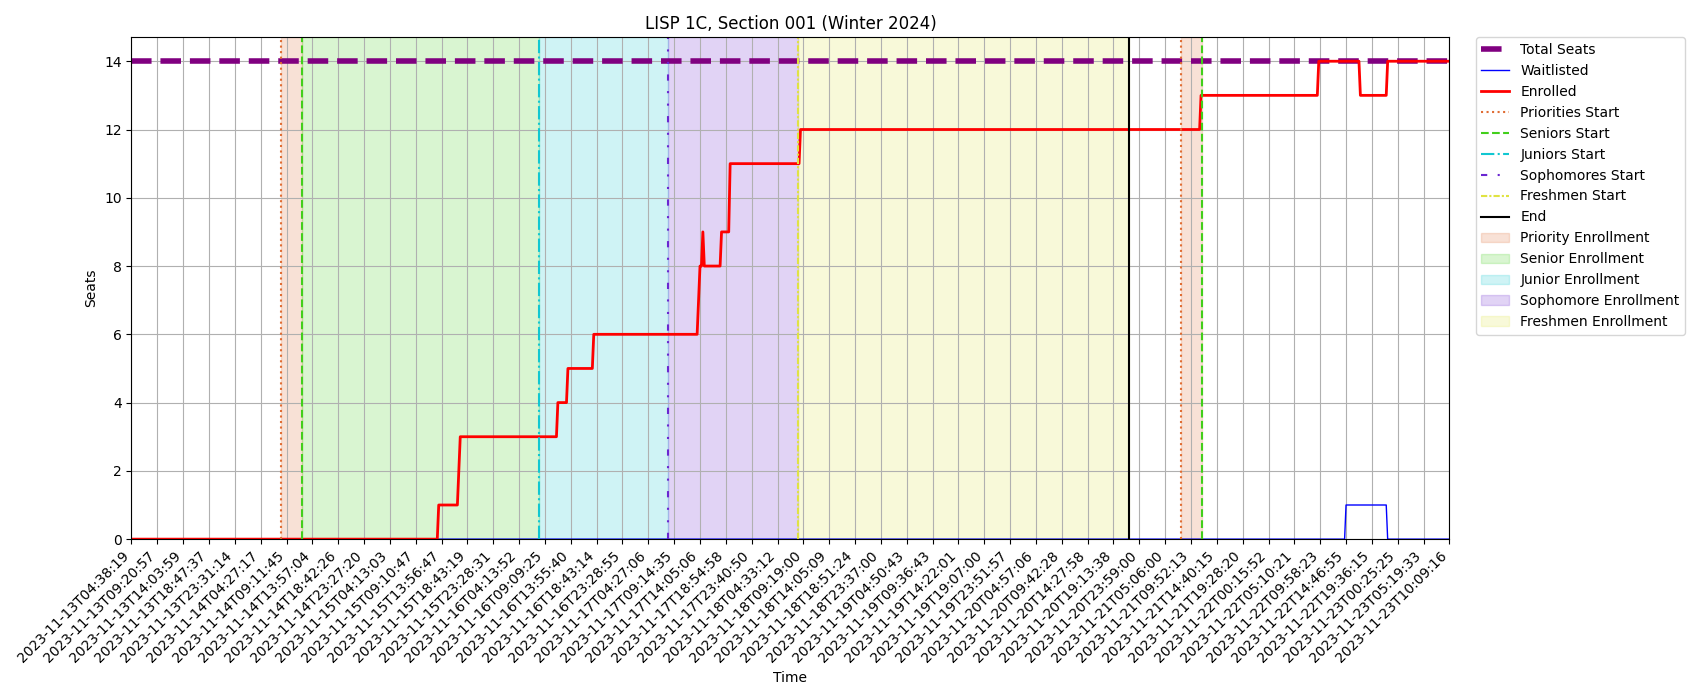 LISP 1C, Section 001 (Winter 2024)
14
12
10
8
6
4
2
0
Seats
2023-11-13T04:38:19
2023-11-13T09:20:57
2023-11-13T14:03:59
2023-11-13T18:47:37
2023-11-13T23:31:14
2023-11-14T04:27:17
2023-11-14T09:11:45
2023-11-14T13:57:04
2023-11-14T18:42:26
2023-11-14T23:27:20
2023-11-15T04:13:03
2023-11-15T09:10:47
2023-11-15T13:56:47
2023-11-15T18:43:19
2023-11-15T23:28:31
2023-11-16T04:13:52
2023-11-16T09:09:25
2023-11-16T13:55:40
2023-11-16T18:43:14
2023-11-16T23:28:55
2023-11-17T04:27:06
2023-11-17T09:14:35
2023-11-17T14:05:06
2023-11-17T18:54:58
2023-11-17T23:40:50
2023-11-18T04:33:12
2023-11-18T09:19:00
2023-11-18T14:05:09
2023-11-18T18:51:24
2023-11-18T23:37:00
2023-11-19T04:50:43
2023-11-19T09:36:43
2023-11-19T14:22:01
2023-11-19T19:07:00
2023-11-19T23:51:57
2023-11-20T04:57:06
2023-11-20T09:42:28
2023-11-20T14:27:58
2023-11-20T19:13:38
2023-11-20T23:59:00
2023-11-21T05:06:00
2023-11-21T09:52:13
2023-11-21T14:40:15
2023-11-21T19:28:20
2023-11-22T00:15:52
2023-11-22T05:10:21
2023-11-22T09:58:23
2023-11-22T14:46:55
2023-11-22T19:36:15
2023-11-23T00:25:25
2023-11-23T05:19:33
2023-11-23T10:09:16
Time
Total Seats
Waitlisted
Enrolled
Priorities Start
Seniors Start
Juniors Start
Sophomores Start
Freshmen Start
End
Priority Enrollment
Senior Enrollment
Junior Enrollment
Sophomore Enrollment
Freshmen Enrollment